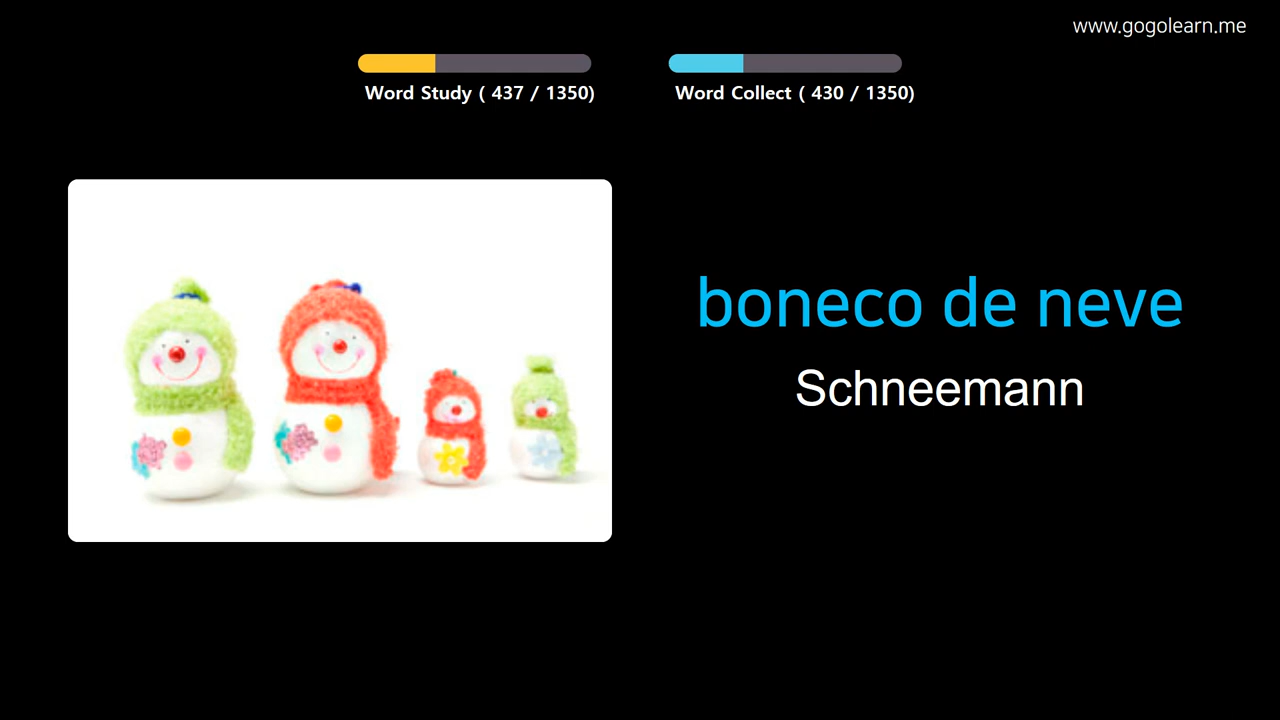 www.gogolearn.me
Word Study ( 437 / 1350)
Word Collect ( 430 / 1350)
boneco de neve
Schneemann